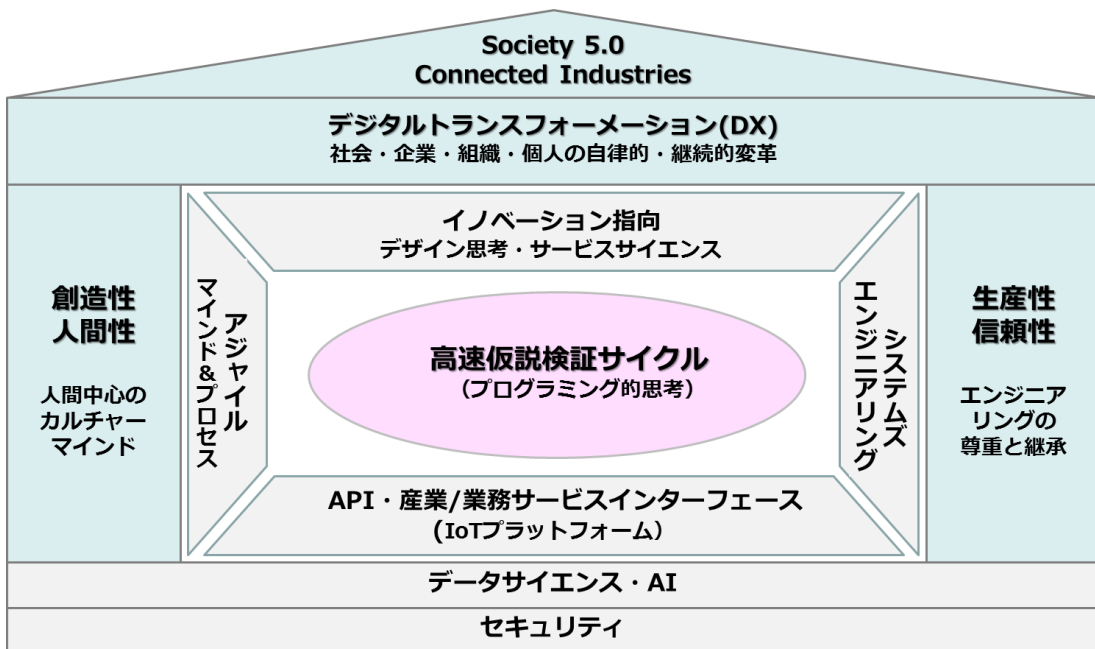 Society 5.0
Connected Industries
デジタルトランスフォーメーション(DX)
社会・企業・組織・個人の自律的・継続的変革
創造性
人間性
人間中心の
カルチャー
マインド
アジャイル
マインド&プロセス
イノベーション指向
デザイン思考・サービスサイエンス
高速仮説検証サイクル
(プログラミング的思考)
API・産業/業務サービスインターフェース
(IoTプラットフォーム)
システムズ
エンジニアリング
生産性
信頼性
エンジニア
リングの
尊重と継承
データサイエンス・AI
セキュリティ